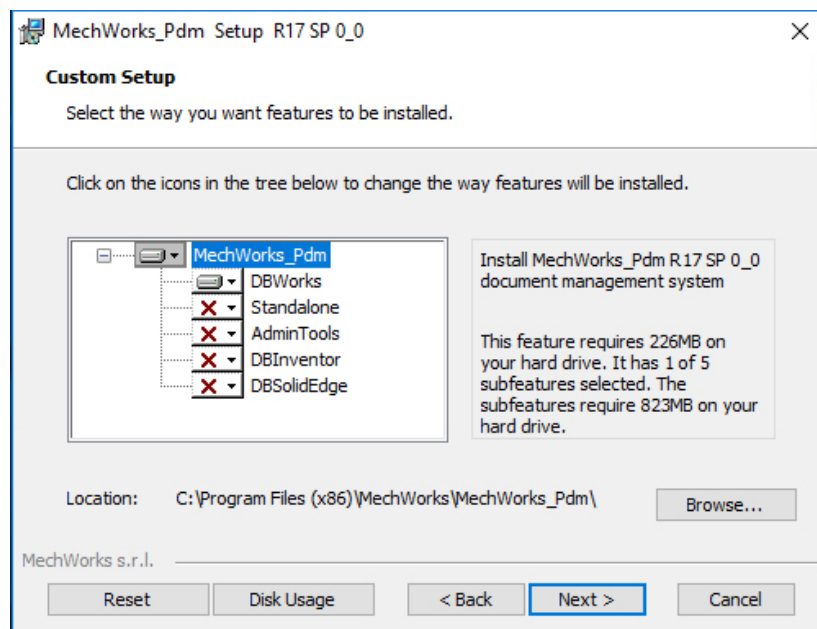 MechWorks_Pdm Setup R17 SP 0_0
Custom Setup
Select the way you want features to be installed.
Click on the icons in the tree below to change the way features will be installed.
MechWorks_Pdm
DBWorks
Standalone
AdminTools
DBInventor
DBSolidEdge
Install MechWorks_Pdm R17 SP 0_0
document management system
This feature requires 226MB on
your hard drive. It has 1 of 5
subfeatures selected. The
subfeatures require 823MB on your
hard drive.
Location: C:\Program Files (x86)\MechWorks\MechWorks_Pdm\
Browse...
MechWorks s.r.l.
Reset Disk Usage < Back Next > Cancel